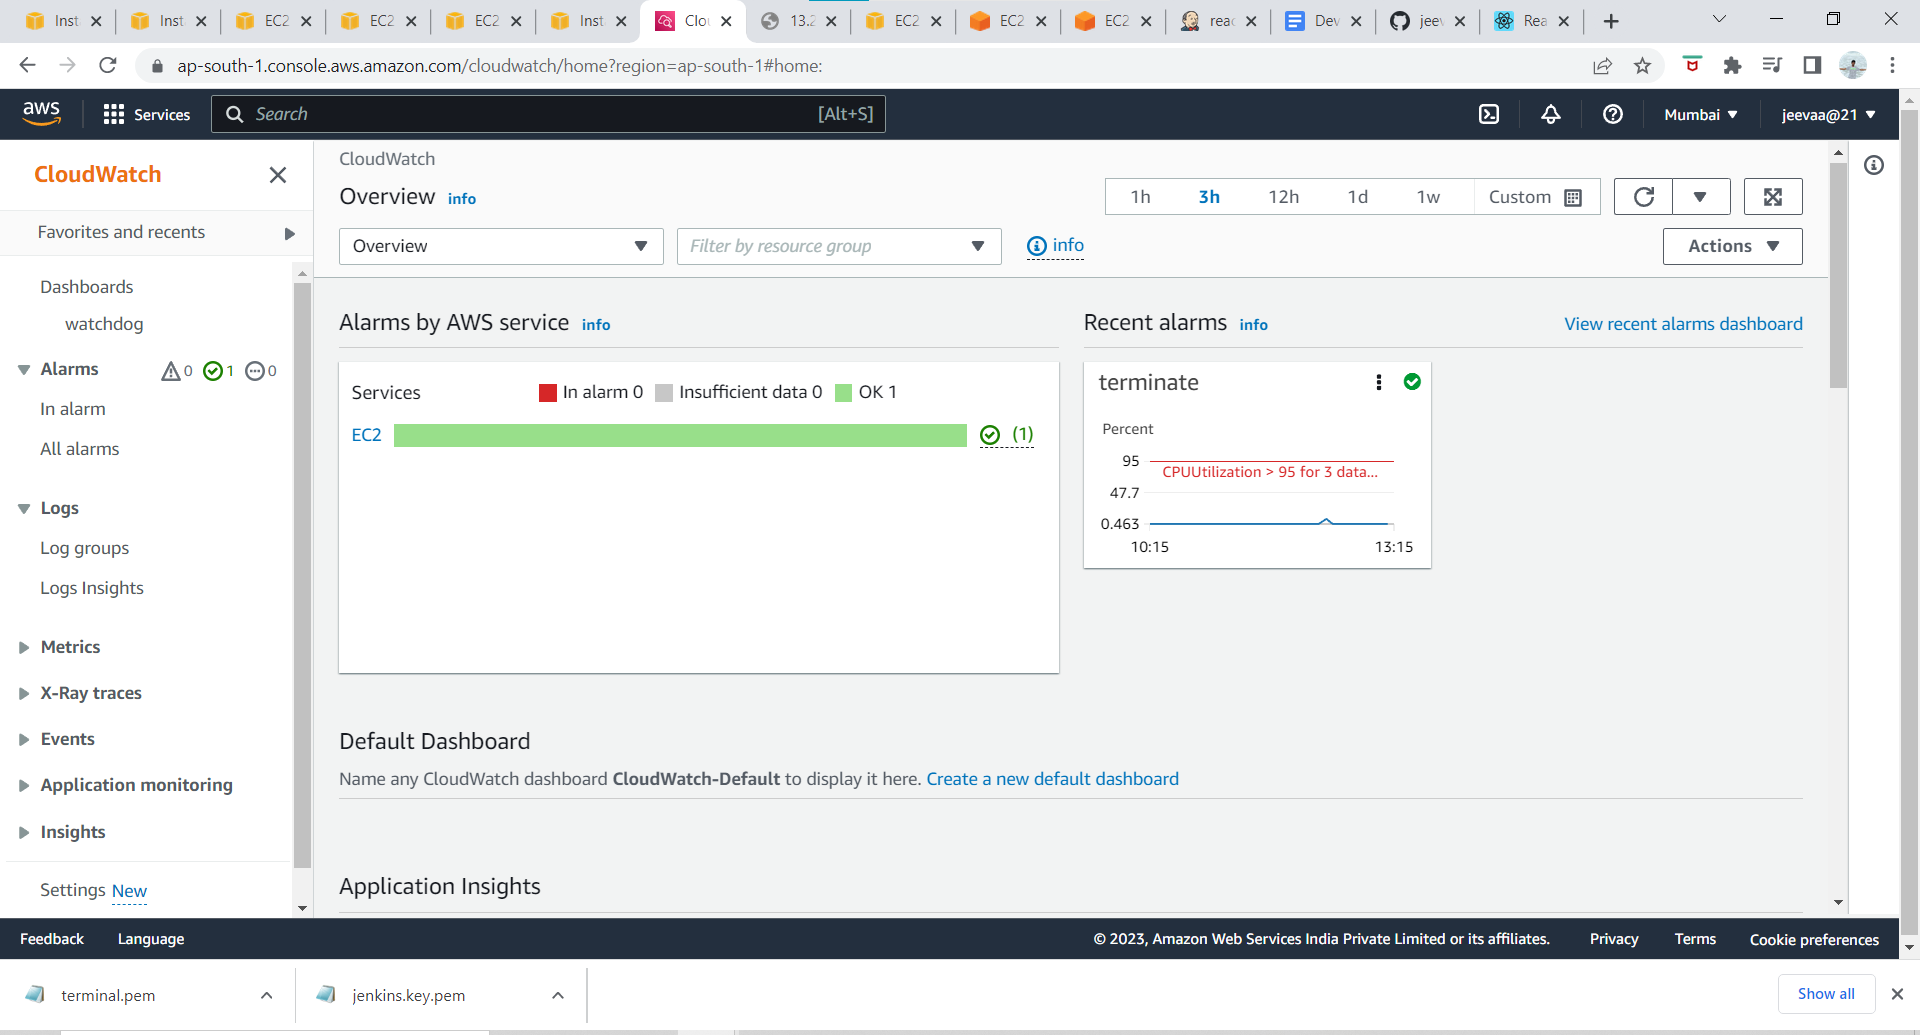 Inst
Inst
EC2
EC2
EC2
Inst
Clo
13.2
EC2
EC2
EC2
reac
Dev
jeev
Rea
ap-south-1.console.aws.amazon.com/cloudwatch/home?region=ap-south-1#home:
aws
Services
Search
[Alt+S]
Mumbai
jeevaa@21
CloudWatch
Favorites and recents
Dashboards
watchdog
Alarms
0
1
0
In alarm
All alarms
Logs
Log groups
Logs Insights
Metrics
X-Ray traces
Events
Application monitoring
Insights
Settings New
CloudWatch
Overview info
1h 3h 12h 1d 1w Custom
Overview
Filter by resource group
info
Actions
Alarms by AWS service info
Services
In alarm 0 Insufficient data 0 OK 1
EC2
(1)
Recent alarms info
View recent alarms dashboard
terminate
Percent
95
CPUUtilization > 95 for 3 data...
47.7
0.463
10:15 13:15
Default Dashboard
Name any CloudWatch dashboard CloudWatch-Default to display it here. Create a new default dashboard
Application Insights
Feedback Language
© 2023, Amazon Web Services India Private Limited or its affiliates. Privacy Terms Cookie preferences
terminal.pem
jenkins.key.pem
Show all